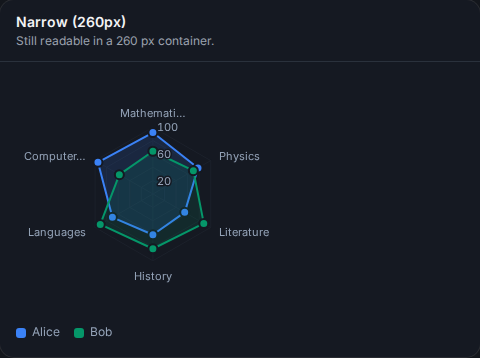 Narrow (260px)
Still readable in a 260 px container.
Mathemati...
100
Computer...
60
Physics
20
Languages
Literature
History
Alice
Bob